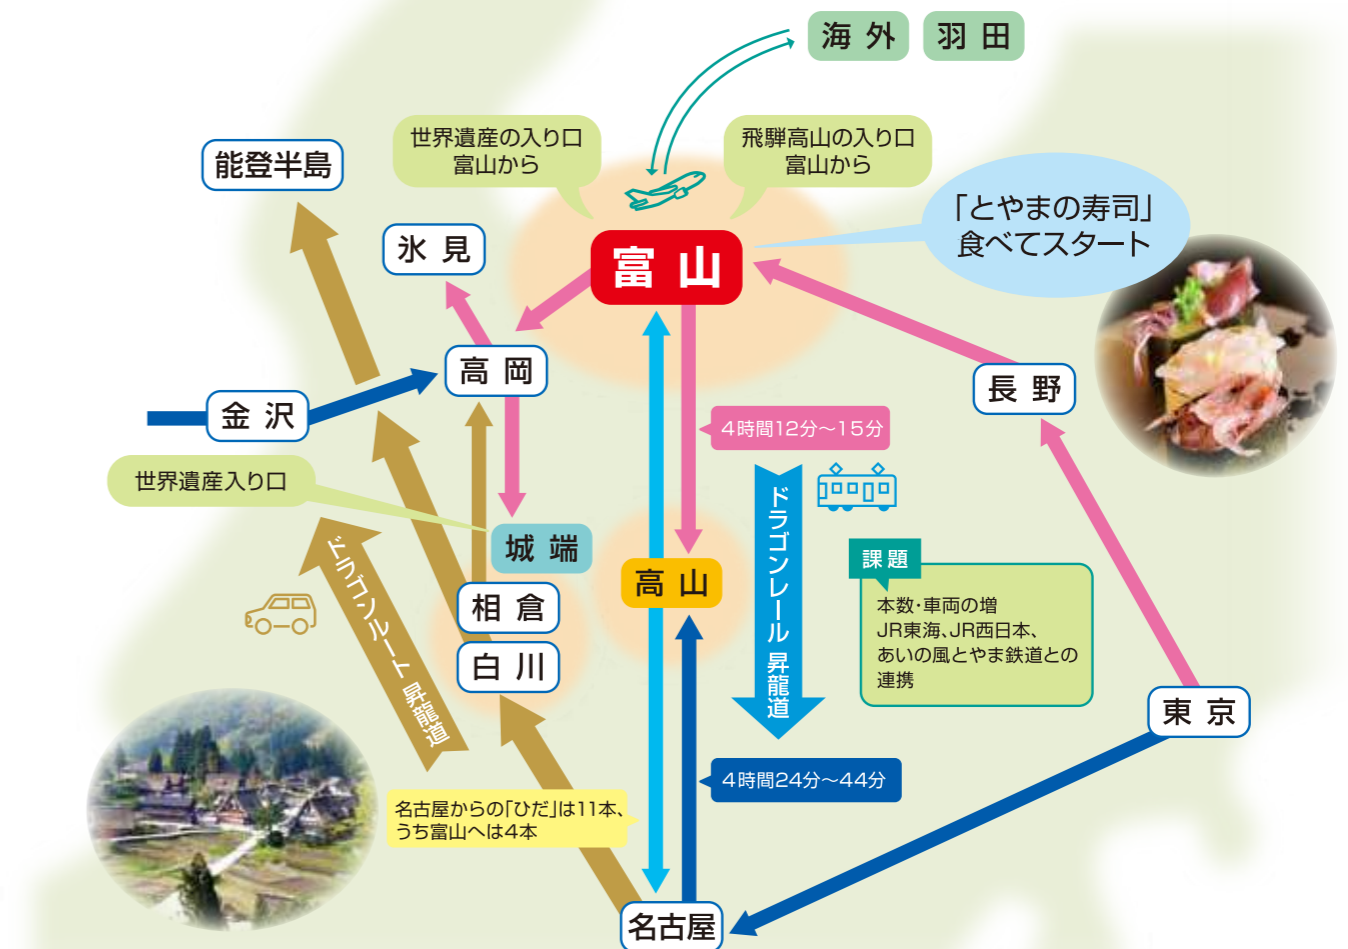 海外
羽田
世界遺産の入り口
富山から
飛騨高山の入り口
富山から
能登半島
「とやまの寿司」
食べてスタート
氷見
富山
高岡
長野
金沢
4時間12分〜15分
世界遺産入り口
ドラゴンレール 昇龍道
城端
ドラゴンルート 昇龍道
課題
本数・車両の増
JR東海、JR西日本、
あいの風とやま鉄道との
連携
高山
相倉
白川
東京
4時間24分〜44分
名古屋からの「ひだ」は11本、
うち富山へは4本
名古屋